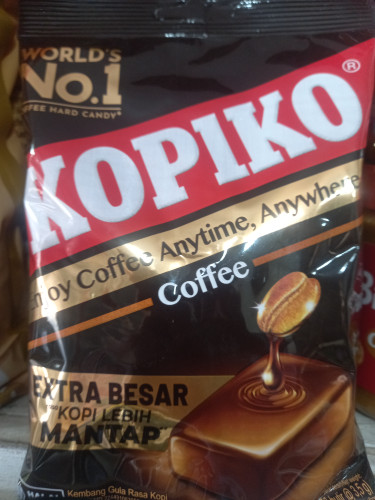 WORLD'S
No.1
COFFEE HARD CANDY*
KOPIKO®
Enjoy Coffee Anytime, Anywhere
Coffee
EXTRA BESAR
"KOPI LEBIH
MANTAP"
Kembang Gula Rasa Kopi